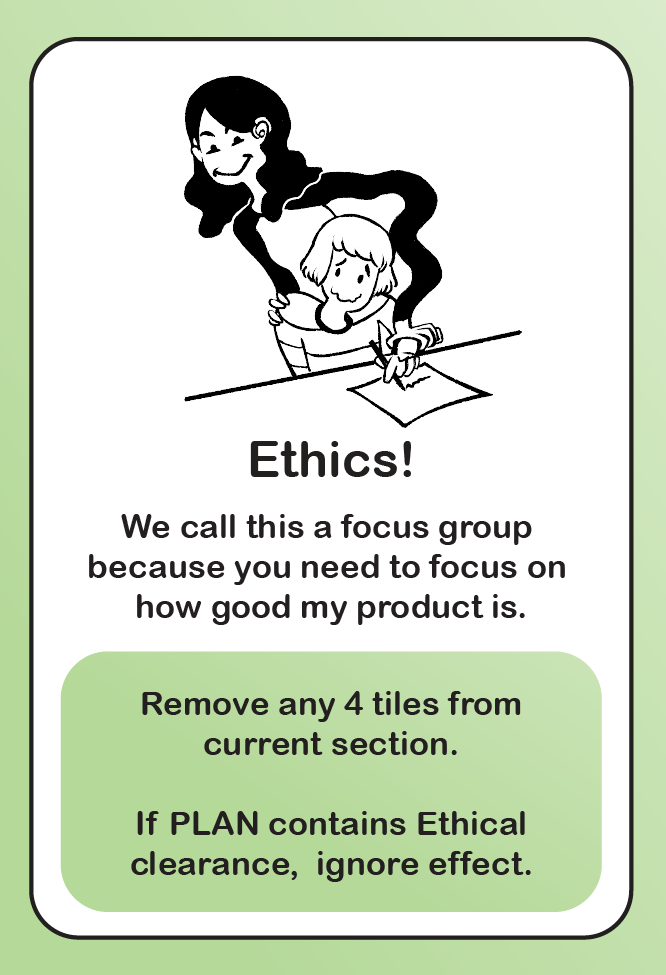 Ethics!
We call this a focus group
because you need to focus on
how good my product is.
Remove any 4 tiles from
current section.
If PLAN contains Ethical
clearance,  ignore effect.